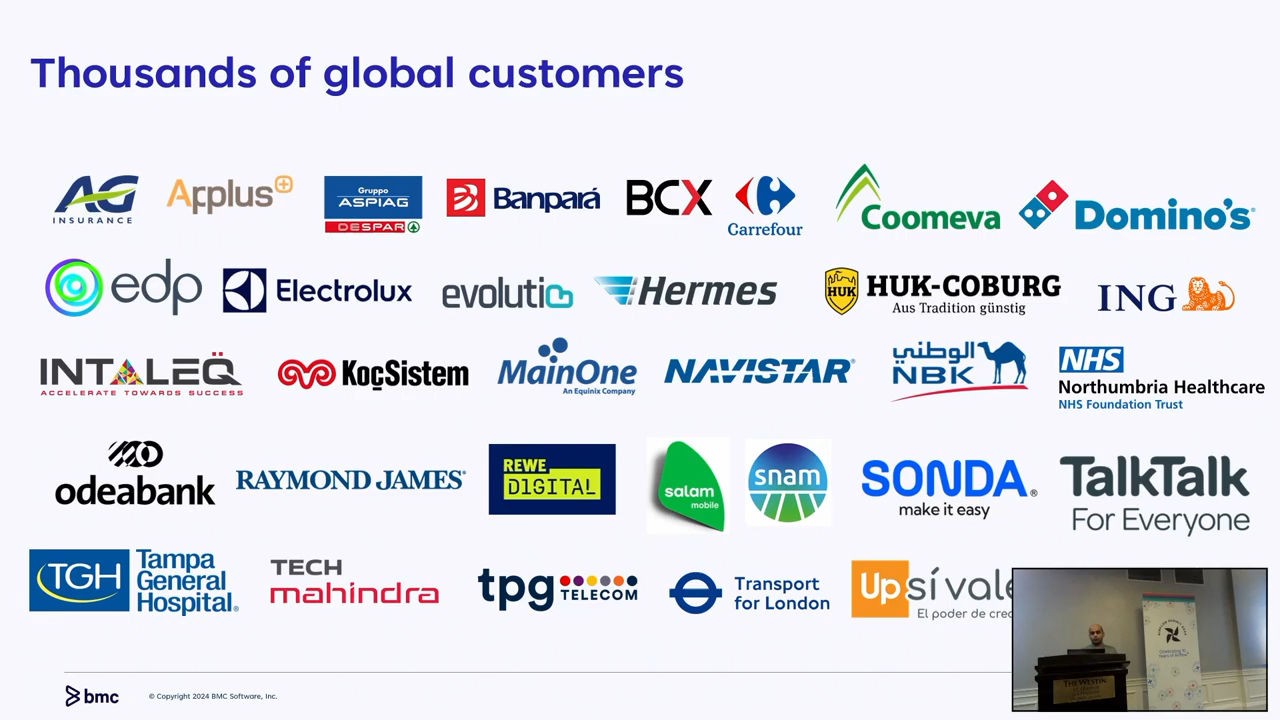 Thousands of global customers
AG
INSURANCE
Applus+
Gruppo
ASPIAG
DESPAR
Banpará
BCX
Carrefour
Coomeva
Domino's
edp
Electrolux
evolutio
Hermes
HUK
HUK-COBURG
Aus Tradition günstig
ING
INTALEQ̈
ACCELERATE TOWARDS SUCCESS
KoçSistem
MainOne
An Equinix Company
NAVISTAR®
الوطني
NBK
NHS
Northumbria Healthcare
NHS Foundation Trust
odeabank
RAYMOND JAMES®
REWE
DIGITAL
salam
mobile
snam
SONDA®
make it easy
TalkTalk
For Everyone
TGH
Tampa
General
Hospital®
TECH
mahindra
tpg
TELECOM
Transport
for London
Up sí vale
El poder de
THE WESTIN
bmc
© Copyright 2024 BMC Software, Inc.